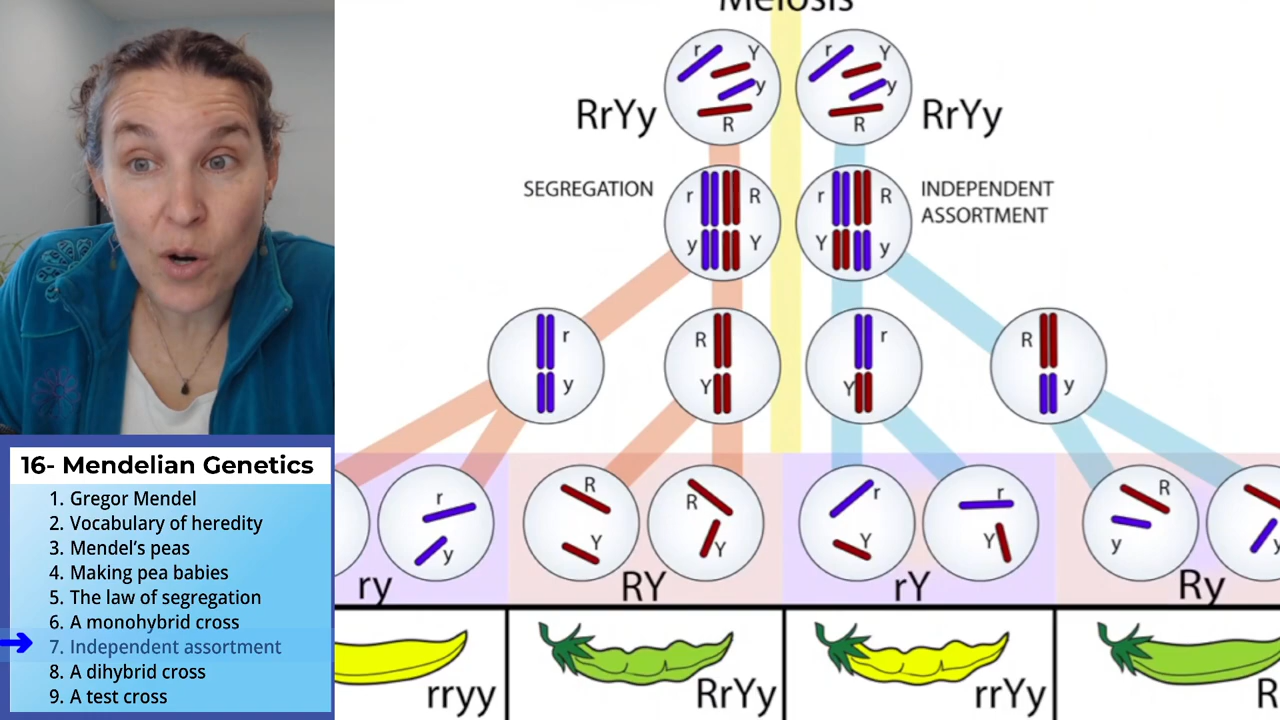 Meiosis
r Y y R
r Y y R
RrYy
RrYy
SEGREGATION
r R
y Y
r R
Y y
INDEPENDENT
ASSORTMENT
r
y
R
Y
r
Y
R
y
r
y
R
Y
R
Y
r
Y
r
Y
R
y
y
ry
RY
rY
Ry
rryy
RrYy
rrYy
R
16- Mendelian Genetics
1. Gregor Mendel
2. Vocabulary of heredity
3. Mendel's peas
4. Making pea babies
5. The law of segregation
6. A monohybrid cross
7. Independent assortment
8. A dihybrid cross
9. A test cross